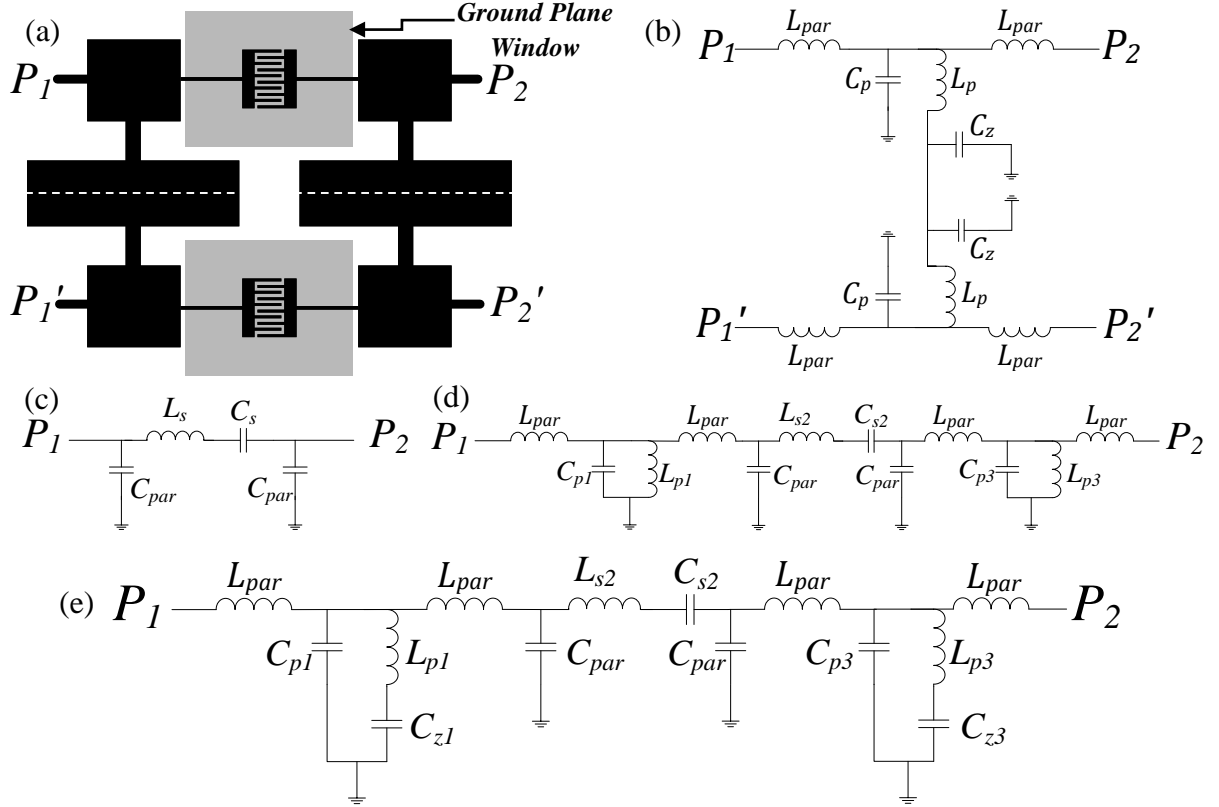 (a)
Ground Plane
Window
P1
P2
P1'
P2'
(b)
P1
Lpar
Lpar
P2
Cp
Lp
Cz
Cz
Cp
Lp
P1'
P2'
Lpar
Lpar
(c)
P1
Ls
Cs
P2
Cpar
Cpar
(d)
P1
Lpar
Lpar
Ls2
Cs2
Lpar
Lpar
P2
Cp1
Lp1
Cpar
Cpar
Cp3
Lp3
(e)
P1
Lpar
Lpar
Ls2
Cs2
Lpar
Lpar
P2
Cp1
Lp1
Cpar
Cpar
Cp3
Lp3
Cz1
Cz3